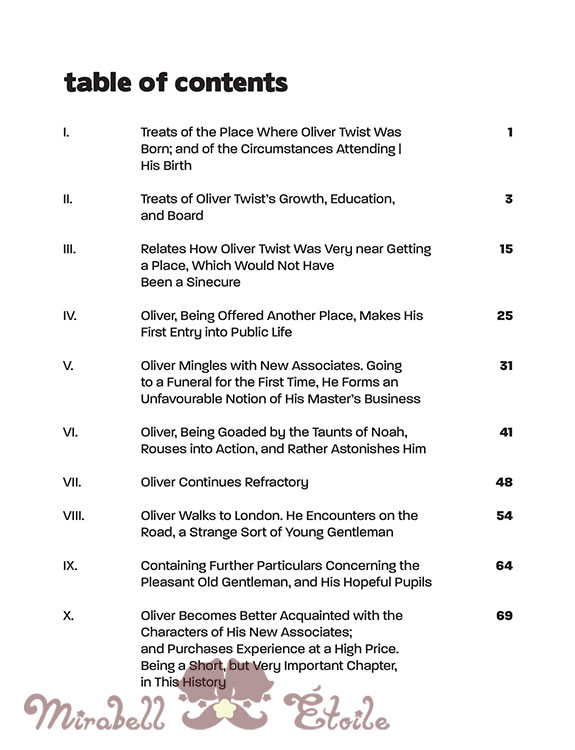 table of contents
I. Treats of the Place Where Oliver Twist Was 1
Born; and of the Circumstances Attending |
His Birth
II. Treats of Oliver Twist's Growth, Education, 3
and Board
III. Relates How Oliver Twist Was Very near Getting 15
a Place, Which Would Not Have
Been a Sinecure
IV. Oliver, Being Offered Another Place, Makes His 25
First Entry into Public Life
V. Oliver Mingles with New Associates. Going 31
to a Funeral for the First Time, He Forms an
Unfavourable Notion of His Master's Business
VI. Oliver, Being Goaded by the Taunts of Noah, 41
Rouses into Action, and Rather Astonishes Him
VII. Oliver Continues Refractory 48
VIII. Oliver Walks to London. He Encounters on the 54
Road, a Strange Sort of Young Gentleman
IX. Containing Further Particulars Concerning the 64
Pleasant Old Gentleman, and His Hopeful Pupils
X. Oliver Becomes Better Acquainted with the 69
Characters of His New Associates;
and Purchases Experience at a High Price.
Being a Short, but Very Important Chapter,
in This History
Mirabell Étoile